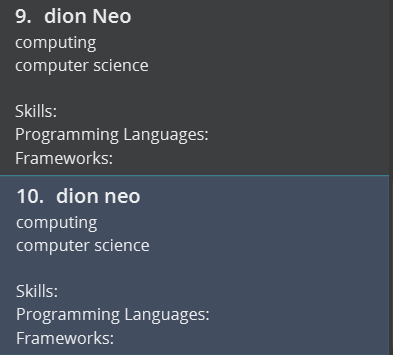 9. dion Neo
computing
computer science
Skills:
Programming Languages:
Frameworks:
10. dion neo
computing
computer science
Skills:
Programming Languages:
Frameworks: